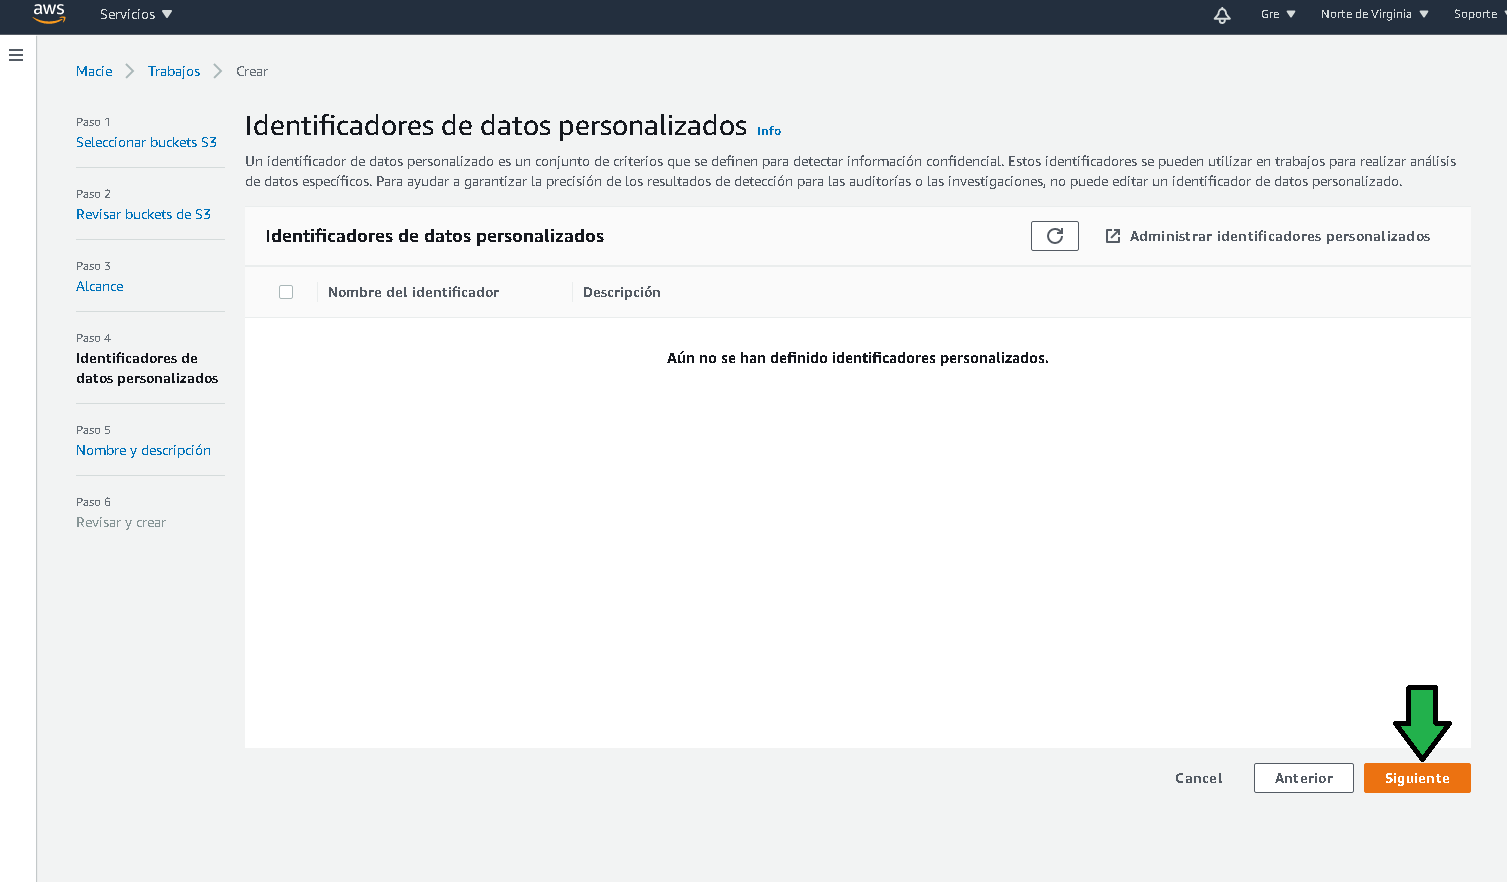 aws Servicios Gre Norte de Virginia Soporte
Macie Trabajos Crear
Paso 1
Seleccionar buckets S3
Paso 2
Revisar buckets de S3
Paso 3
Alcance
Paso 4
Identificadores de
datos personalizados
Paso 5
Nombre y descripción
Paso 6
Revisar y crear
Identificadores de datos personalizados Info
Un identificador de datos personalizado es un conjunto de criterios que se definen para detectar información confidencial. Estos identificadores se pueden utilizar en trabajos para realizar análisis
de datos específicos. Para ayudar a garantizar la precisión de los resultados de detección para las auditorías o las investigaciones, no puede editar un identificador de datos personalizado.
Identificadores de datos personalizados Administrar identificadores personalizados
Nombre del identificador Descripción
Aún no se han definido identificadores personalizados.
Cancel Anterior Siguiente